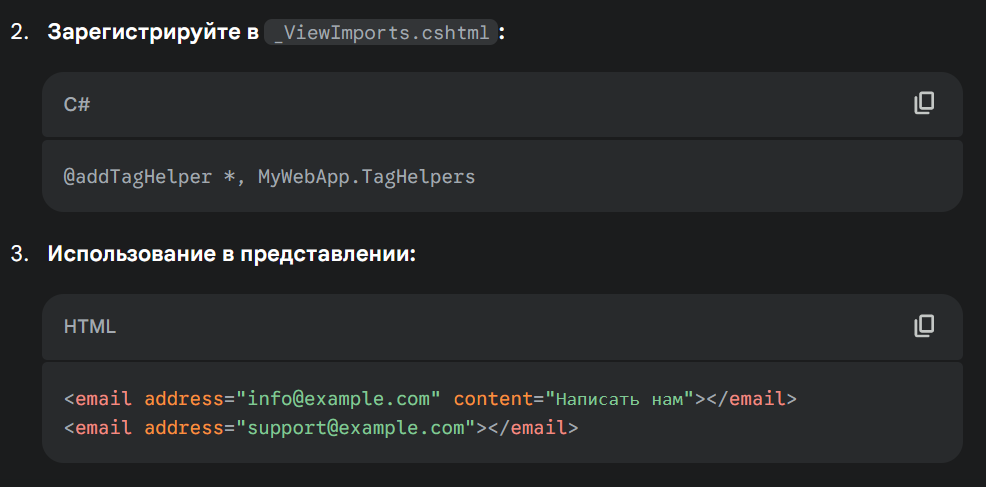 2. Зарегистрируйте в _ViewImports.cshtml:
C#
@addTagHelper *, MyWebApp.TagHelpers
3. Использование в представлении:
HTML
<email address="info@example.com" content="Написать нам"></email>
<email address="support@example.com"></email>